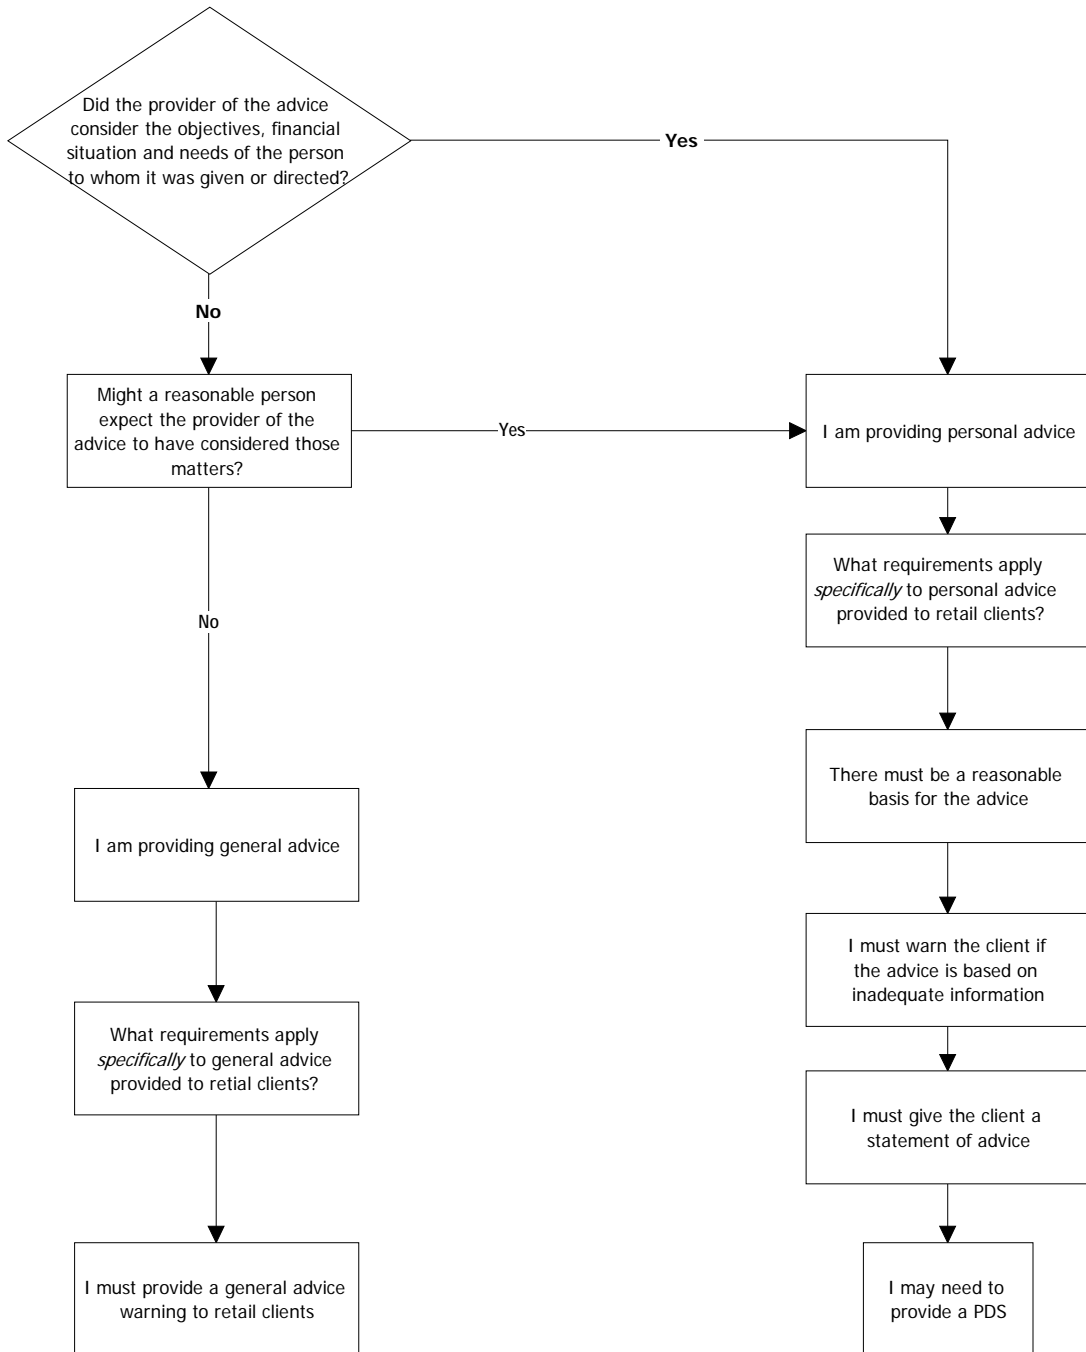 Did the provider of the advice
consider the objectives, financial
situation and needs of the person
to whom it was given or directed?
Yes
No
Might a reasonable person
expect the provider of the
advice to have considered those
matters?
Yes
I am providing personal advice
What requirements apply
specifically to personal advice
provided to retail clients?
No
There must be a reasonable
basis for the advice
I am providing general advice
I must warn the client if
the advice is based on
inadequate information
What requirements apply
specifically to general advice
provided to retial clients?
I must give the client a
statement of advice
I must provide a general advice
warning to retail clients
I may need to
provide a PDS